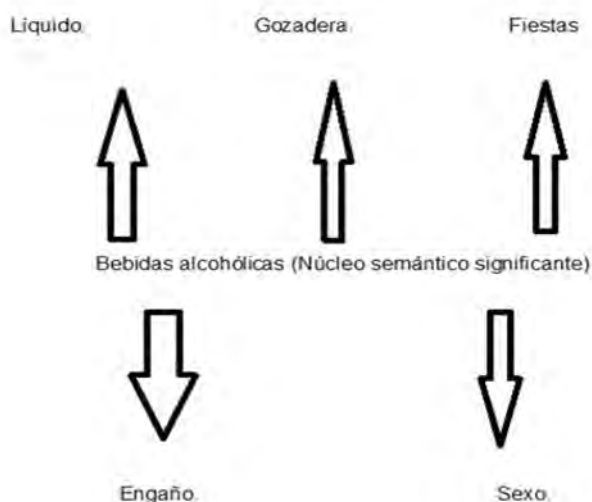 Líquido. Gozadera. Fiestas
Bebidas alcohólicas (Núcleo semántico significante)
Engaño. Sexo.